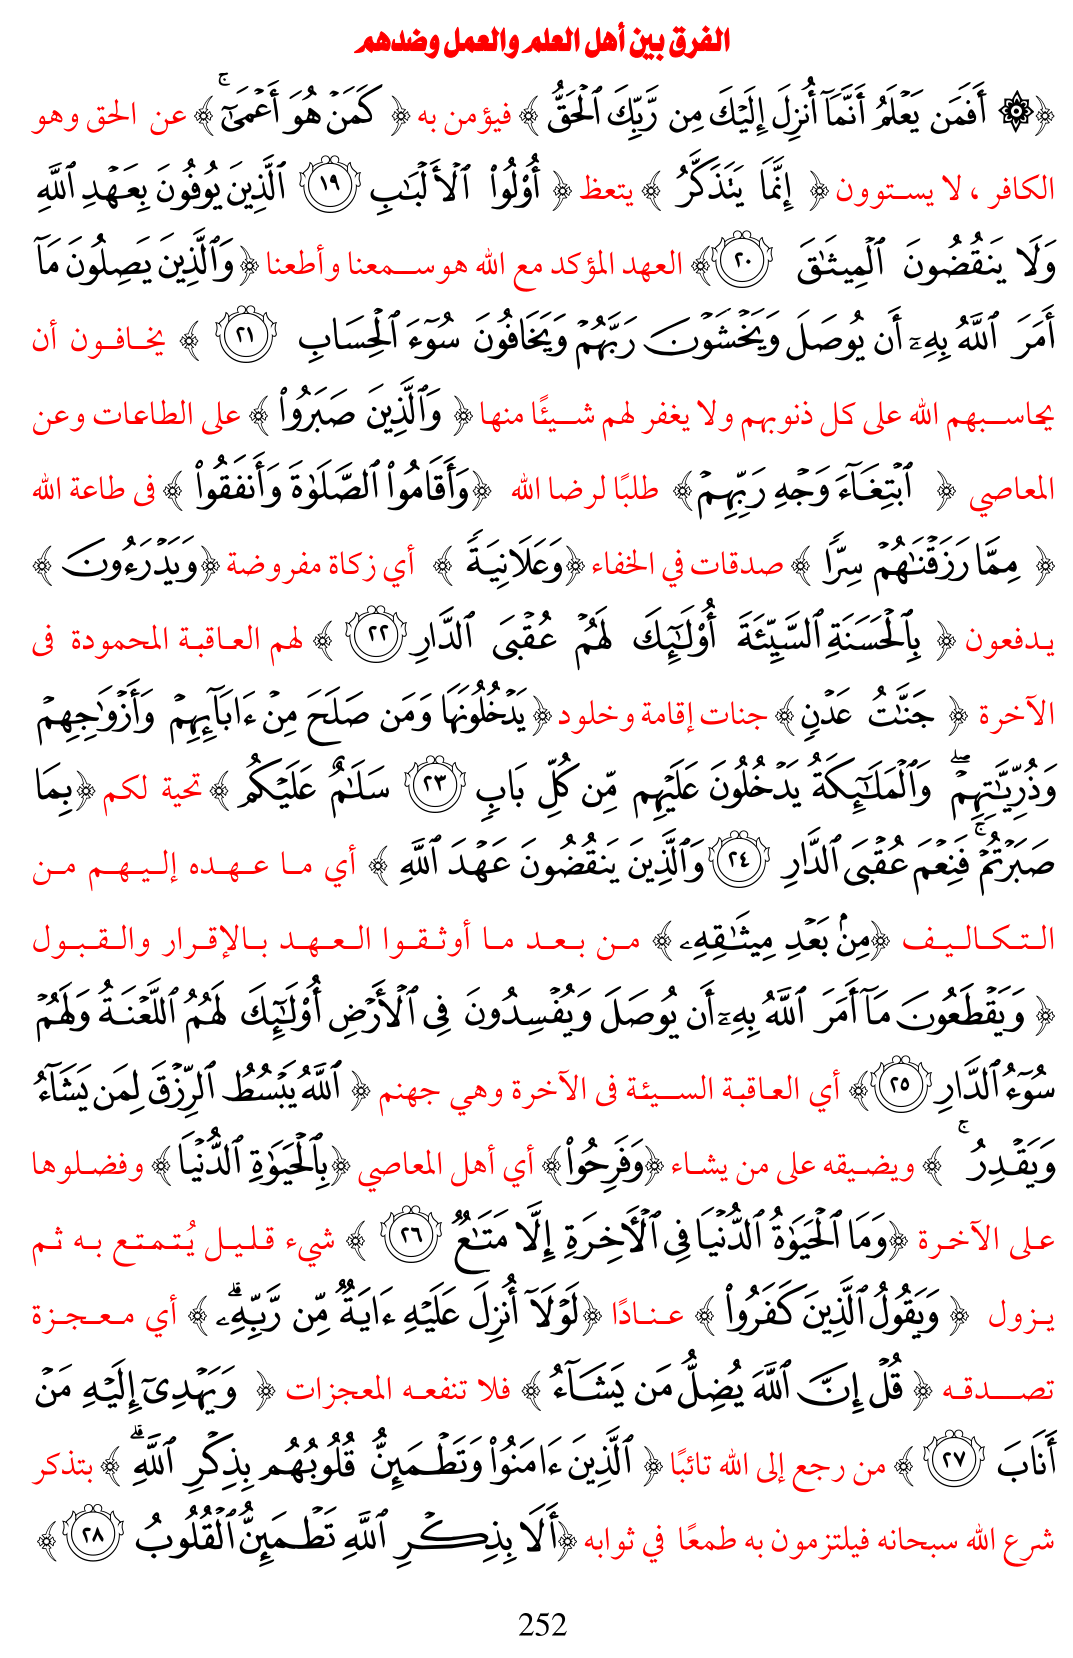 الفرق بين أهل العلم والعمل وضدهم
﴿ ۞ أَفَمَن يَعۡلَمُ أَنَّمَآ أُنزِلَ إِلَيۡكَ مِن رَّبِّكَ ٱلۡحَقُّ ﴾ فيؤمن به ﴿ كَمَنۡ هُوَ أَعۡمَىٰٓۚ ﴾ عن الحق وهو
الكافر ، لا يستوون ﴿ إِنَّمَا يَتَذَكَّرُ ﴾ يتعظ ﴿ أُوْلُواْ ٱلۡأَلۡبَٰبِ ١٩ ٱلَّذِينَ يُوفُونَ بِعَهۡدِ ٱللَّهِ
وَلَا يَنقُضُونَ ٱلۡمِيثَٰقَ ٢٠﴾ العهد المؤكد مع الله هو سمعنا وأطعنا ﴿وَٱلَّذِينَ يَصِلُونَ مَآ
أَمَرَ ٱللَّهُ بِهِۦٓ أَن يُوصَلَ وَيَخۡشَوۡنَ رَبَّهُمۡ وَيَخَافُونَ سُوٓءَ ٱلۡحِسَابِ ٢١ ﴾ يخافون أن
يحاسبهم الله على كل ذنوبهم ولا يغفر لهم شيئًا منها ﴿ وَٱلَّذِينَ صَبَرُواْ ﴾ على الطاعات وعن
المعاصي ﴿ ٱبۡتِغَآءَ وَجۡهِ رَبِّهِمۡ﴾ طلبًا لرضا الله ﴿وَأَقَامُواْ ٱلصَّلَوٰةَ وَأَنفَقُواْ ﴾ فى طاعة الله
﴿ مِمَّا رَزَقۡنَٰهُمۡ سِرّٗا ﴾ صدقات في الخفاء ﴿وَعَلَانِيَةٗ ﴾ أي زكاة مفروضة ﴿وَيَدۡرَءُونَ ﴾
يدفعون ﴿ بِٱلۡحَسَنَةِ ٱلسَّيِّئَةَ أُوْلَٰٓئِكَ لَهُمۡ عُقۡبَى ٱلدَّارِ ٢٢ ﴾ لهم العاقبة المحمودة فى
الآخرة ﴿ جَنَّٰتُ عَدۡنٖ ﴾ جنات إقامة وخلود ﴿يَدۡخُلُونَهَا وَمَن صَلَحَ مِنۡ ءَابَآئِهِمۡ وَأَزۡوَٰجِهِمۡ
وَذُرِّيَّٰتِهِمۡۖ وَٱلۡمَلَٰٓئِكَةُ يَدۡخُلُونَ عَلَيۡهِم مِّن كُلِّ بَابٖ ٢٣ سَلَٰمٌ عَلَيۡكُم ﴾ تحية لكم ﴿بِمَا
صَبَرۡتُمۡۚ فَنِعۡمَ عُقۡبَى ٱلدَّارِ ٢٤ وَٱلَّذِينَ يَنقُضُونَ عَهۡدَ ٱللَّهِ ﴾ أي ما عهده إليهم من
التكاليف ﴿مِنۢ بَعۡدِ مِيثَٰقِهِۦ ﴾ من بعد ما أوثقوا العهد بالإقرار والقبول
﴿ وَيَقۡطَعُونَ مَآ أَمَرَ ٱللَّهُ بِهِۦٓ أَن يُوصَلَ وَيُفۡسِدُونَ فِي ٱلۡأَرۡضِ أُوْلَٰٓئِكَ لَهُمُ ٱللَّعۡنَةُ وَلَهُمۡ
سُوٓءُ ٱلدَّارِ ٢٥﴾ أي العاقبة السيئة فى الآخرة وهي جهنم ﴿ ٱللَّهُ يَبۡسُطُ ٱلرِّزۡقَ لِمَن يَشَآءُ
وَيَقۡدِرُۚ ﴾ ويضيقه على من يشاء ﴿وَفَرِحُواْ﴾ أي أهل المعاصي ﴿بِٱلۡحَيَوٰةِ ٱلدُّنۡيَا﴾ وفضلوها
على الآخرة ﴿وَمَا ٱلۡحَيَوٰةُ ٱلدُّنۡيَا فِي ٱلۡأٓخِرَةِ إِلَّا مَتَٰعٞ ٢٦ ﴾ شيء قليل يُتمتع به ثم
يزول ﴿ وَيَقُولُ ٱلَّذِينَ كَفَرُواْ ﴾ عنادًا ﴿لَوۡلَآ أُنزِلَ عَلَيۡهِ ءَايَةٞ مِّن رَّبِّهِۦۚ ﴾ أي معجزة
تصدقه ﴿ قُلۡ إِنَّ ٱللَّهَ يُضِلُّ مَن يَشَآءُ ﴾ فلا تنفعه المعجزات ﴿ وَيَهۡدِيٓ إِلَيۡهِ مَنۡ
أَنَابَ ٢٧ ﴾ من رجع إلى الله تائبًا ﴿ ٱلَّذِينَ ءَامَنُواْ وَتَطۡمَئِنُّ قُلُوبُهُم بِذِكۡرِ ٱللَّهِۗ ﴾ بتذكر
شرع الله سبحانه فيلتزمون به طمعًا في ثوابه ﴿أَلَا بِذِكۡرِ ٱللَّهِ تَطۡمَئِنُّ ٱلۡقُلُوبُ ٢٨ ﴾
252